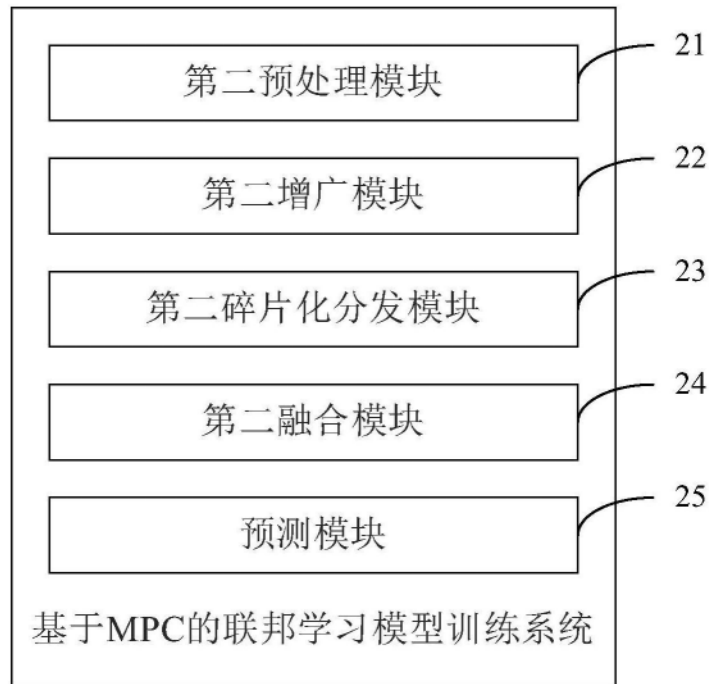 第二预处理模块
21
第二增广模块
22
第二碎片化分发模块
23
第二融合模块
24
预测模块
25
基于MPC的联邦学习模型训练系统